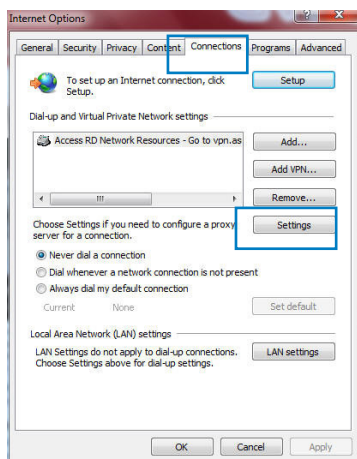 Internet Options
General Security Privacy Content Connections Programs Advanced
To set up an Internet connection, click
Setup.
Setup
Dial-up and Virtual Private Network settings
Access RD Network Resources - Go to vpn.as
Add...
Add VPN...
Remove...
Choose Settings if you need to configure a proxy
server for a connection.
Settings
Never dial a connection
Dial whenever a network connection is not present
Always dial my default connection
Current None
Set default
Local Area Network (LAN) settings
LAN Settings do not apply to dial-up connections.
Choose Settings above for dial-up settings.
LAN settings
OK Cancel Apply